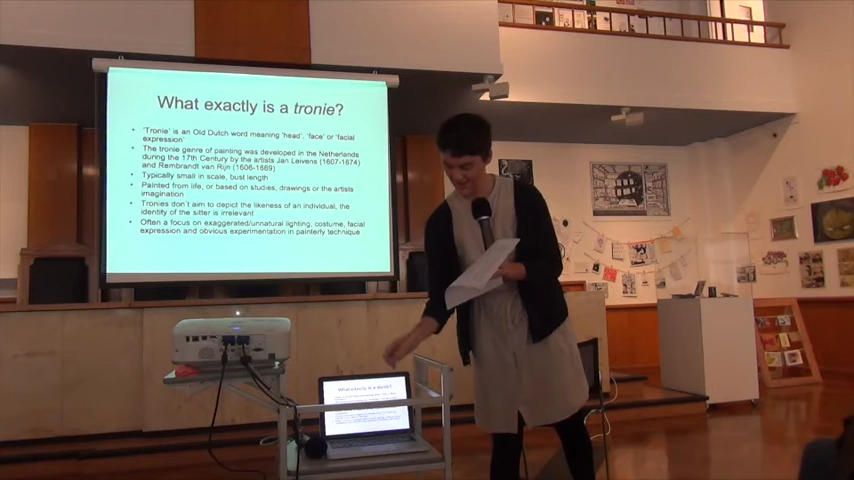 What exactly is a tronie?
• 'Tronie' is an Old Dutch word meaning 'head', 'face' or 'facial
expression'
• The tronie genre of painting was developed in the Netherlands
during the 17th Century by the artists Jan Leivens (1607-1674)
and Rembrandt van Rijn (1606-1669)
• Typically small in scale, bust length
• Painted from life, or based on studies, drawings or the artists
imagination
• Tronies don't aim to depict the likeness of an individual, the
identity of the sitter is irrelevant
• Often a focus on exaggerated/unnatural lighting, costume, facial
expression and obvious experimentation in painterly technique
What exactly is a tronie?